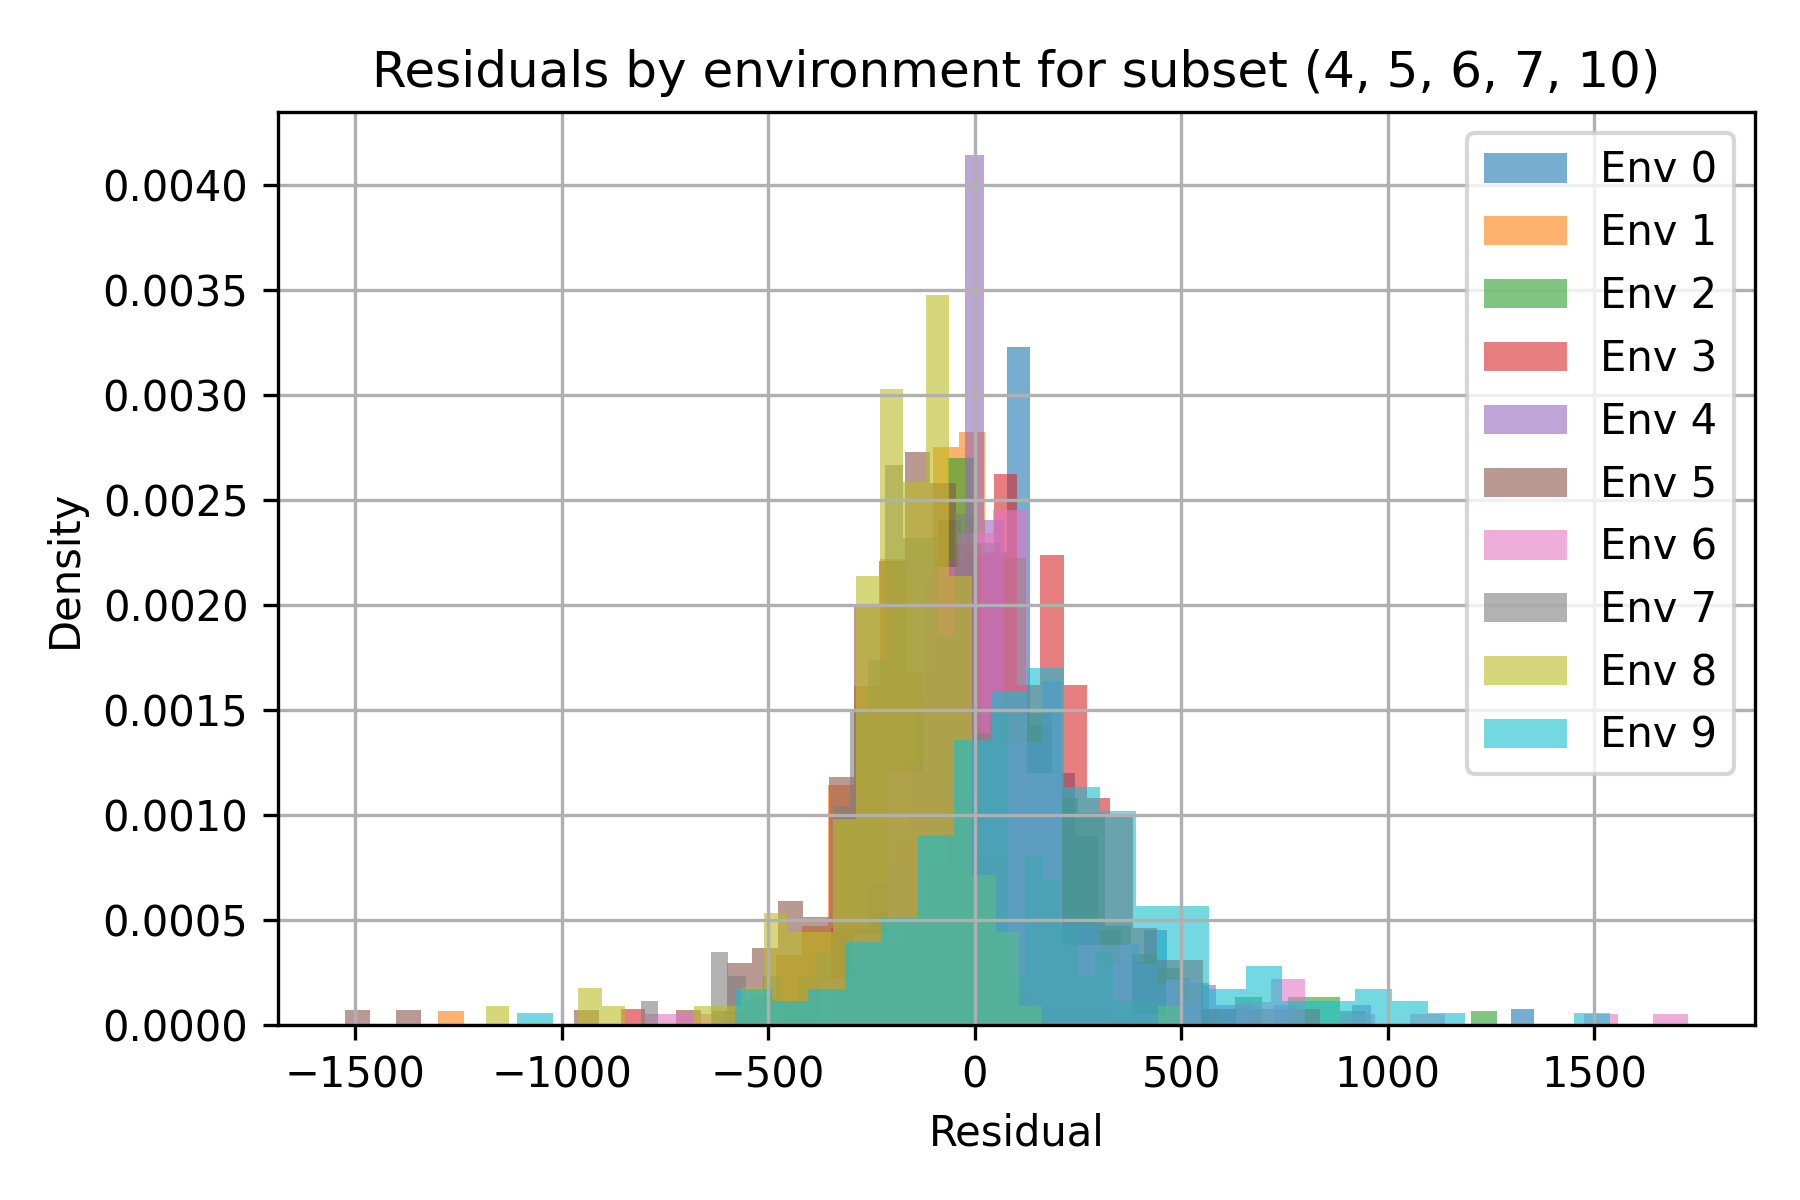 Residuals by environment for subset (4, 5, 6, 7, 10)
0.0040
0.0035
0.0030
0.0025
0.0020
0.0015
0.0010
0.0005
0.0000
Density
Env 0
Env 1
Env 2
Env 3
Env 4
Env 5
Env 6
Env 7
Env 8
Env 9
−1500 −1000 −500 0 500 1000 1500
Residual